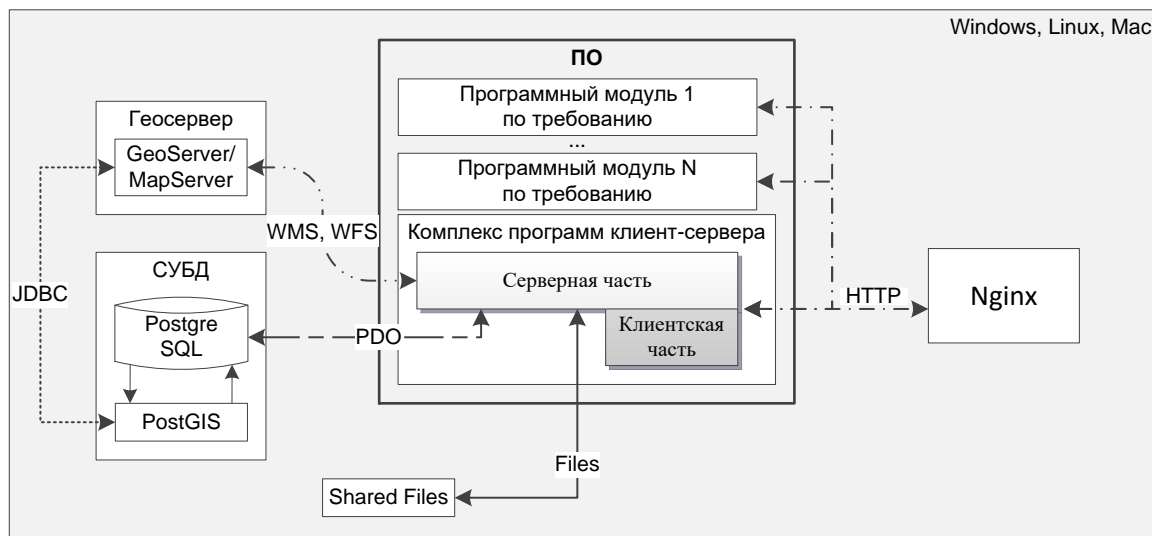 Windows, Linux, Mac
ПО
Программный модуль 1
по требованию
...
Программный модуль N
по требованию
Комплекс программ клиент-сервера
Серверная часть
Клиентская
часть
Геосервер
GeoServer/
MapServer
WMS, WFS
СУБД
JDBC
Postgre
SQL
PDO
PostGIS
HTTP
Nginx
Files
Shared Files